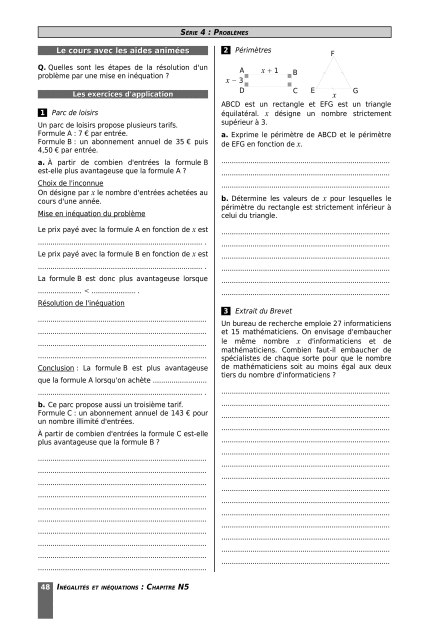 SÉRIE 4 : PROBLÈMES
Le cours avec les aides animées
Q. Quelles sont les étapes de la résolution d'un
problème par une mise en inéquation ?
Les exercices d'application
1 Parc de loisirs
Un parc de loisirs propose plusieurs tarifs.
Formule A : 7 € par entrée.
Formule B : un abonnement annuel de 35 € puis
4,50 € par entrée.
a. À partir de combien d'entrées la formule B
est-elle plus avantageuse que la formule A ?
Choix de l'inconnue
On désigne par x le nombre d'entrées achetées au
cours d'une année.
Mise en inéquation du problème
Le prix payé avec la formule A en fonction de x est
.................................................................... .
Le prix payé avec la formule B en fonction de x est
.................................................................... .
La formule B est donc plus avantageuse lorsque
..................... < ..................... .
Résolution de l'inéquation
Conclusion : La formule B est plus avantageuse
que la formule A lorsqu'on achète ..........................
.................................................................... .
b. Ce parc propose aussi un troisième tarif.
Formule C : un abonnement annuel de 143 € pour
un nombre illimité d'entrées.
À partir de combien d'entrées la formule C est-elle
plus avantageuse que la formule B ?
2 Périmètres
A x + 1 B
x − 3
D C
F
E x G
ABCD est un rectangle et EFG est un triangle
équilatéral. x désigne un nombre strictement
supérieur à 3.
a. Exprime le périmètre de ABCD et le périmètre
de EFG en fonction de x.
b. Détermine les valeurs de x pour lesquelles le
périmètre du rectangle est strictement inférieur à
celui du triangle.
3 Extrait du Brevet
Un bureau de recherche emploie 27 informaticiens
et 15 mathématiciens. On envisage d'embaucher
le même nombre x d'informaticiens et de
mathématiciens. Combien faut-il embaucher de
spécialistes de chaque sorte pour que le nombre
de mathématiciens soit au moins égal aux deux
tiers du nombre d'informaticiens ?
48 INÉGALITÉS ET INÉQUATIONS : CHAPITRE N5